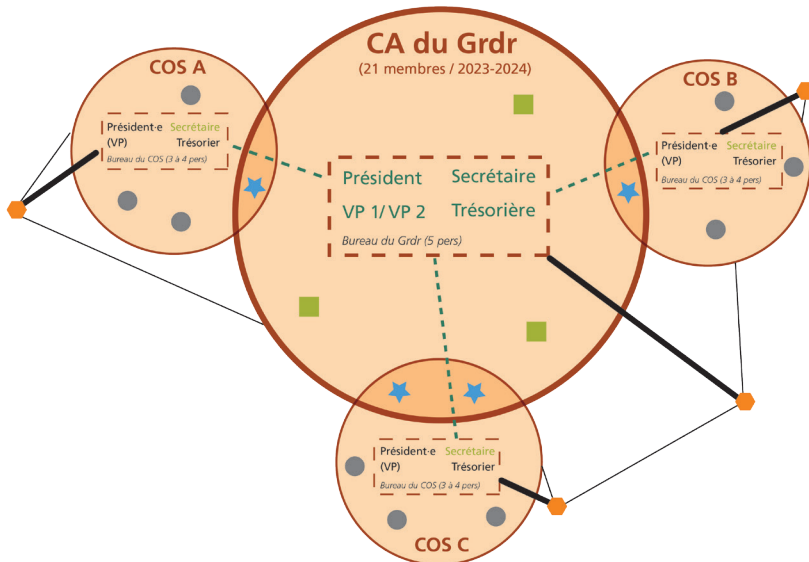 CA du Grdr
(21 membres / 2023-2024)
COS A
Président·e Secrétaire
(VP) Trésorier
Bureau du COS (3 à 4 pers)
COS B
Président·e Secrétaire
(VP) Trésorier
Bureau du COS (3 à 4 pers)
Président Secrétaire
VP 1/ VP 2 Trésorière
Bureau du Grdr (5 pers)
Président·e Secrétaire
(VP) Trésorier
Bureau du COS (3 à 4 pers)
COS C